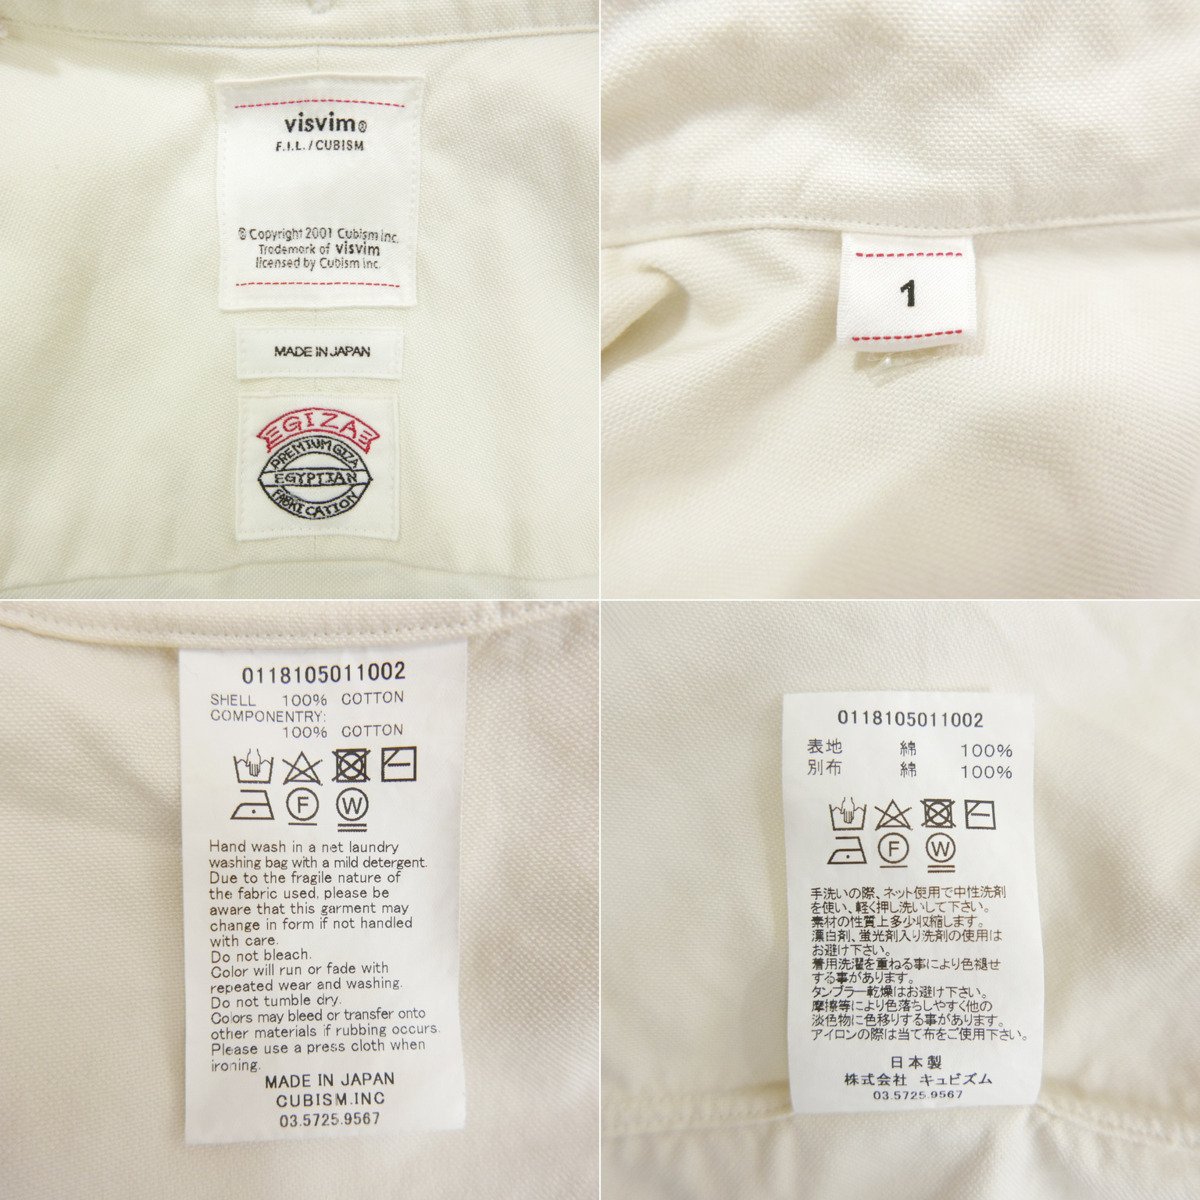 visvim®
F.I.L./CUBISM
© Copyright 2001 Cubism Inc.
Trademark of visvim
licensed by Cubism Inc.
MADE IN JAPAN
GIZA
PREMIUM GIZA
EGYPTIAN
FABRICATION
1
0118105011002
SHELL 100% COTTON
COMPONENTRY:
100% COTTON
F W
Hand wash in a net laundry
washing bag with a mild detergent.
Due to the fragile nature of
the fabric used, please be
aware that this garment may
change in form if not handled
with care.
Do not bleach.
Color will run or fade with
repeated wear and washing.
Do not tumble dry.
Colors may bleed or transfer onto
other materials if rubbing occurs.
Please use a press cloth when
ironing.
MADE IN JAPAN
CUBISM.INC
03.5725.9567
0118105011002
表地 綿 100%
別布 綿 100%
F W
手洗いの際、ネット使用で中性洗剤
を使い、軽く押し洗いして下さい。
素材の性質上多少収縮します。
漂白剤、蛍光剤入り洗剤の使用は
お避け下さい。
着用洗濯を重ねる事により色褪せ
する事があります。
タンブラー乾燥はお避け下さい。
摩擦等により色落ちしやすく他の
淡色物に色移りする事があります。
アイロンの際は当て布をご使用下さい。
日本製
株式会社 キュビズム
03.5725.9567